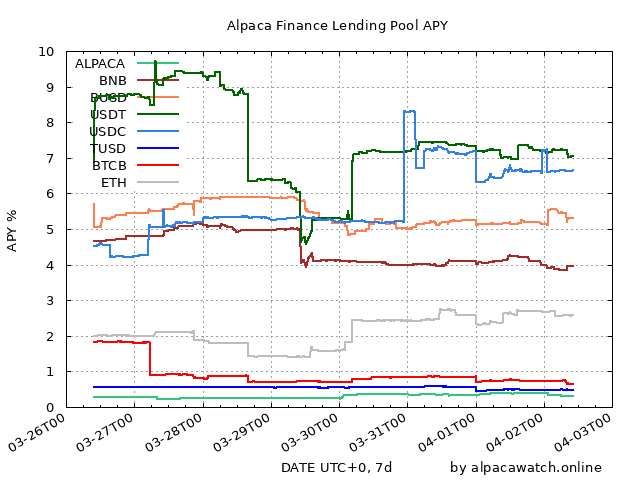 Alpaca Finance Lending Pool APY
10
9
8
7
6
5
4
3
2
1
0
APY %
ALPACA
BNB
BUSD
USDT
USDC
TUSD
BTCB
ETH
03-26T00
03-27T00
03-28T00
03-29T00
03-30T00
03-31T00
04-01T00
04-02T00
04-03T00
DATE UTC+0, 7d
by alpacawatch.online